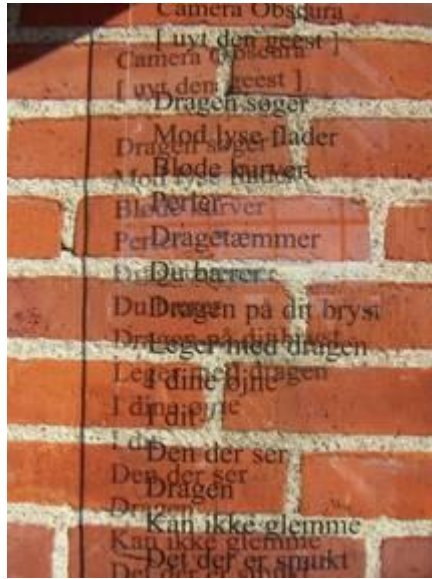 Camera Obscura
[ uyt den geest ]
Dragen søger
Mod lyse flader
Bløde kurver
Perler
Dragetæmmer
Du bærer
Dragen på dit bryst
Leger med dragen
I dine øjne
I dit
Den der ser
Dragen
Kan ikke glemme
Det der er smukt